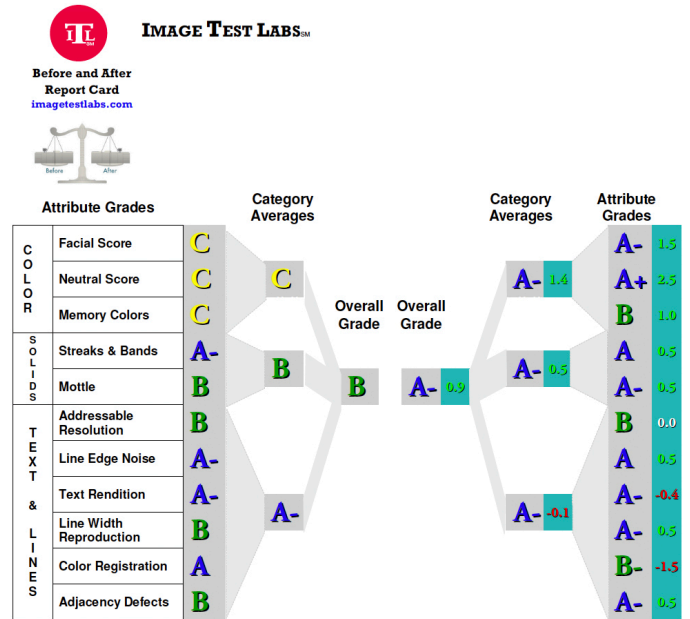 ITL
SM
IMAGE TEST LABS SM
Before and After
Report Card
imagetestlabs.com
Before After
Attribute Grades
Category
Averages
Overall
Grade
Overall
Grade
Category
Averages
Attribute
Grades
COLOR
Facial Score C A- 1.5
Neutral Score C C A- 1.4 A+ 2.5
Memory Colors C B 1.0
SOLIDS
Streaks & Bands A- A 0.5
B A- 0.5
Mottle B B A- 0.9 A- 0.5
TEXT & LINES
Addressable
Resolution B B 0.0
Line Edge Noise A- A 0.5
Text Rendition A- A- -0.4
A- A- -0.1
Line Width
Reproduction B A- 0.5
Color Registration A B- -1.5
Adjacency Defects B A- 0.5